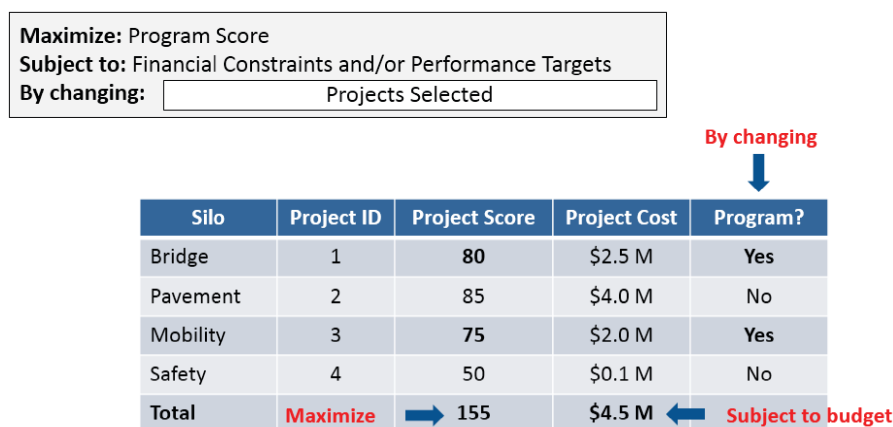 Maximize: Program Score
Subject to: Financial Constraints and/or Performance Targets
By changing: Projects Selected
By changing
Silo Project ID Project Score Project Cost Program?
Bridge 1 80 $2.5 M Yes
Pavement 2 85 $4.0 M No
Mobility 3 75 $2.0 M Yes
Safety 4 50 $0.1 M No
Total Maximize 155 $4.5 M Subject to budget